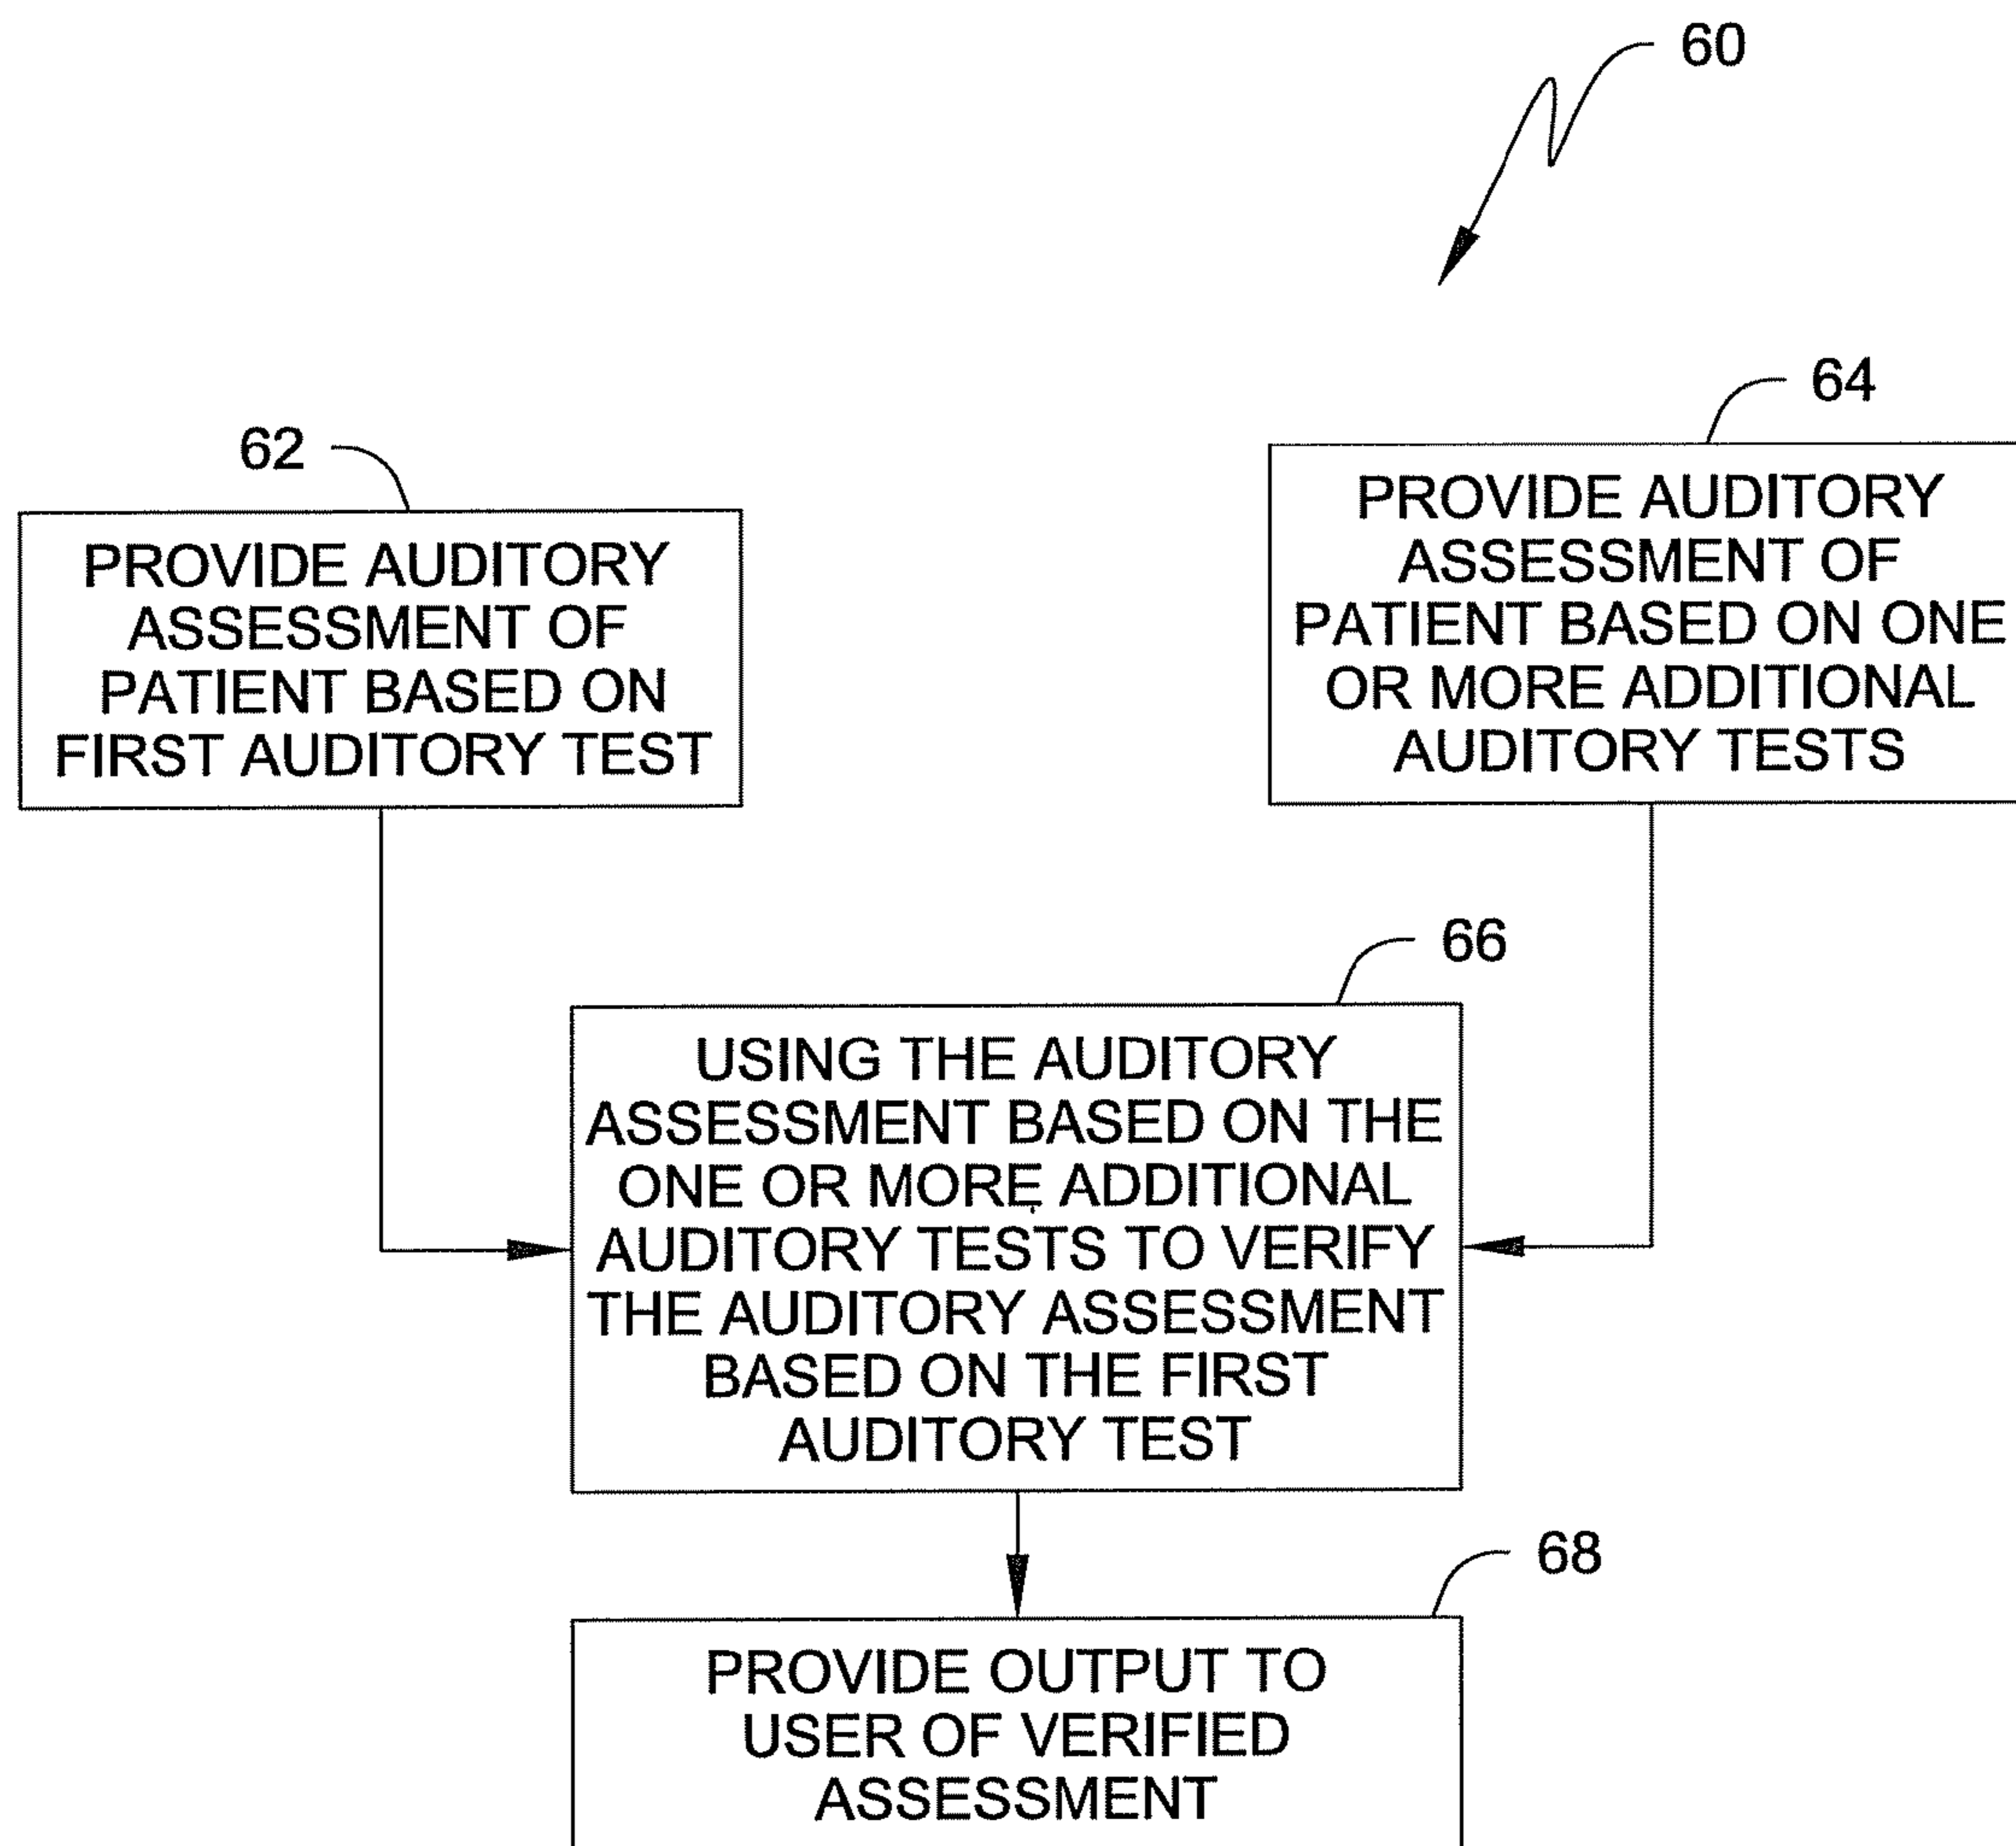 60
62
PROVIDE AUDITORY
ASSESSMENT OF
PATIENT BASED ON
FIRST AUDITORY TEST
64
PROVIDE AUDITORY
ASSESSMENT OF
PATIENT BASED ON ONE
OR MORE ADDITIONAL
AUDITORY TESTS
66
USING THE AUDITORY
ASSESSMENT BASED ON THE
ONE OR MORE ADDITIONAL
AUDITORY TESTS TO VERIFY
THE AUDITORY ASSESSMENT
BASED ON THE FIRST
AUDITORY TEST
68
PROVIDE OUTPUT TO
USER OF VERIFIED
ASSESSMENT